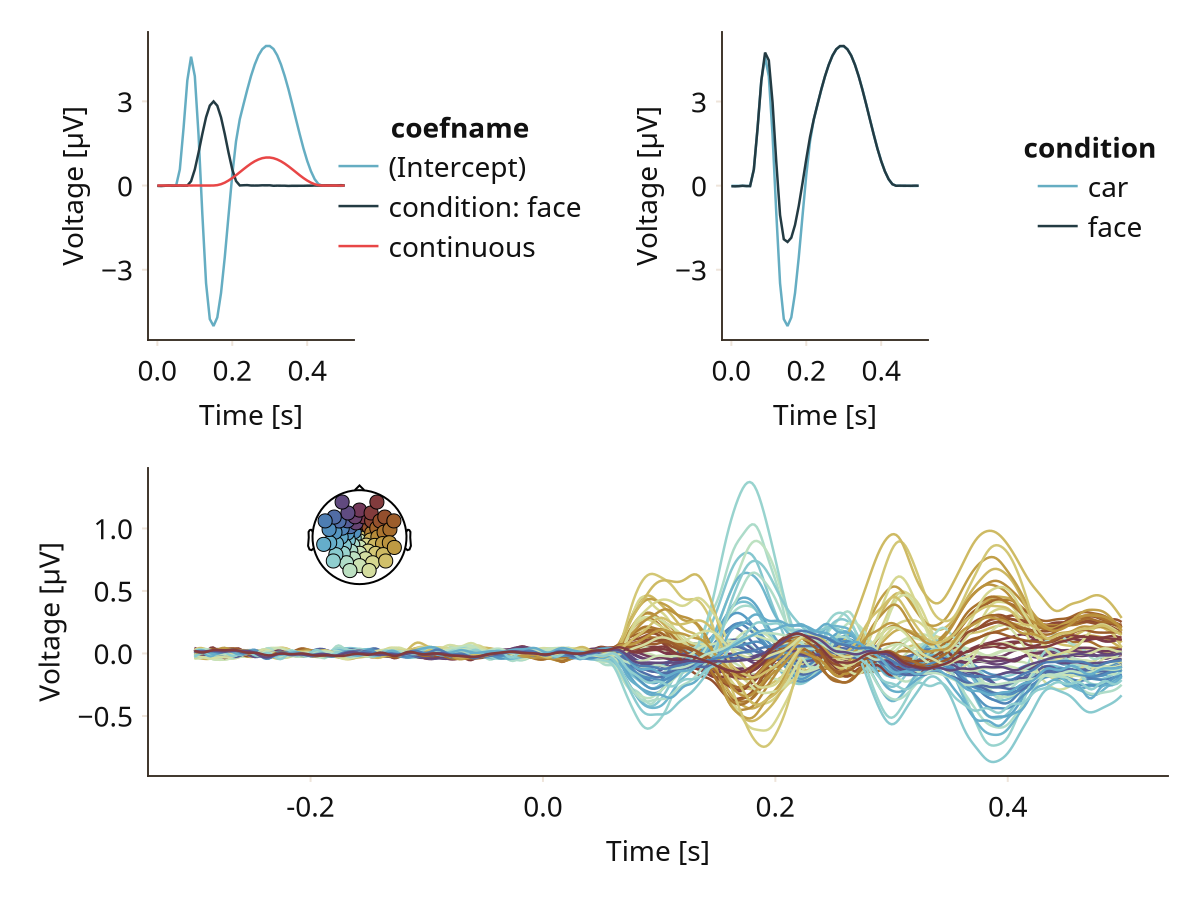 Voltage [µV]
3
0
−3
0.0 0.2 0.4
Time [s]
coefname
(Intercept)
condition: face
continuous
Voltage [µV]
3
0
−3
0.0 0.2 0.4
Time [s]
condition
car
face
Voltage [µV]
1.0
0.5
0.0
−0.5
-0.2 0.0 0.2 0.4
Time [s]